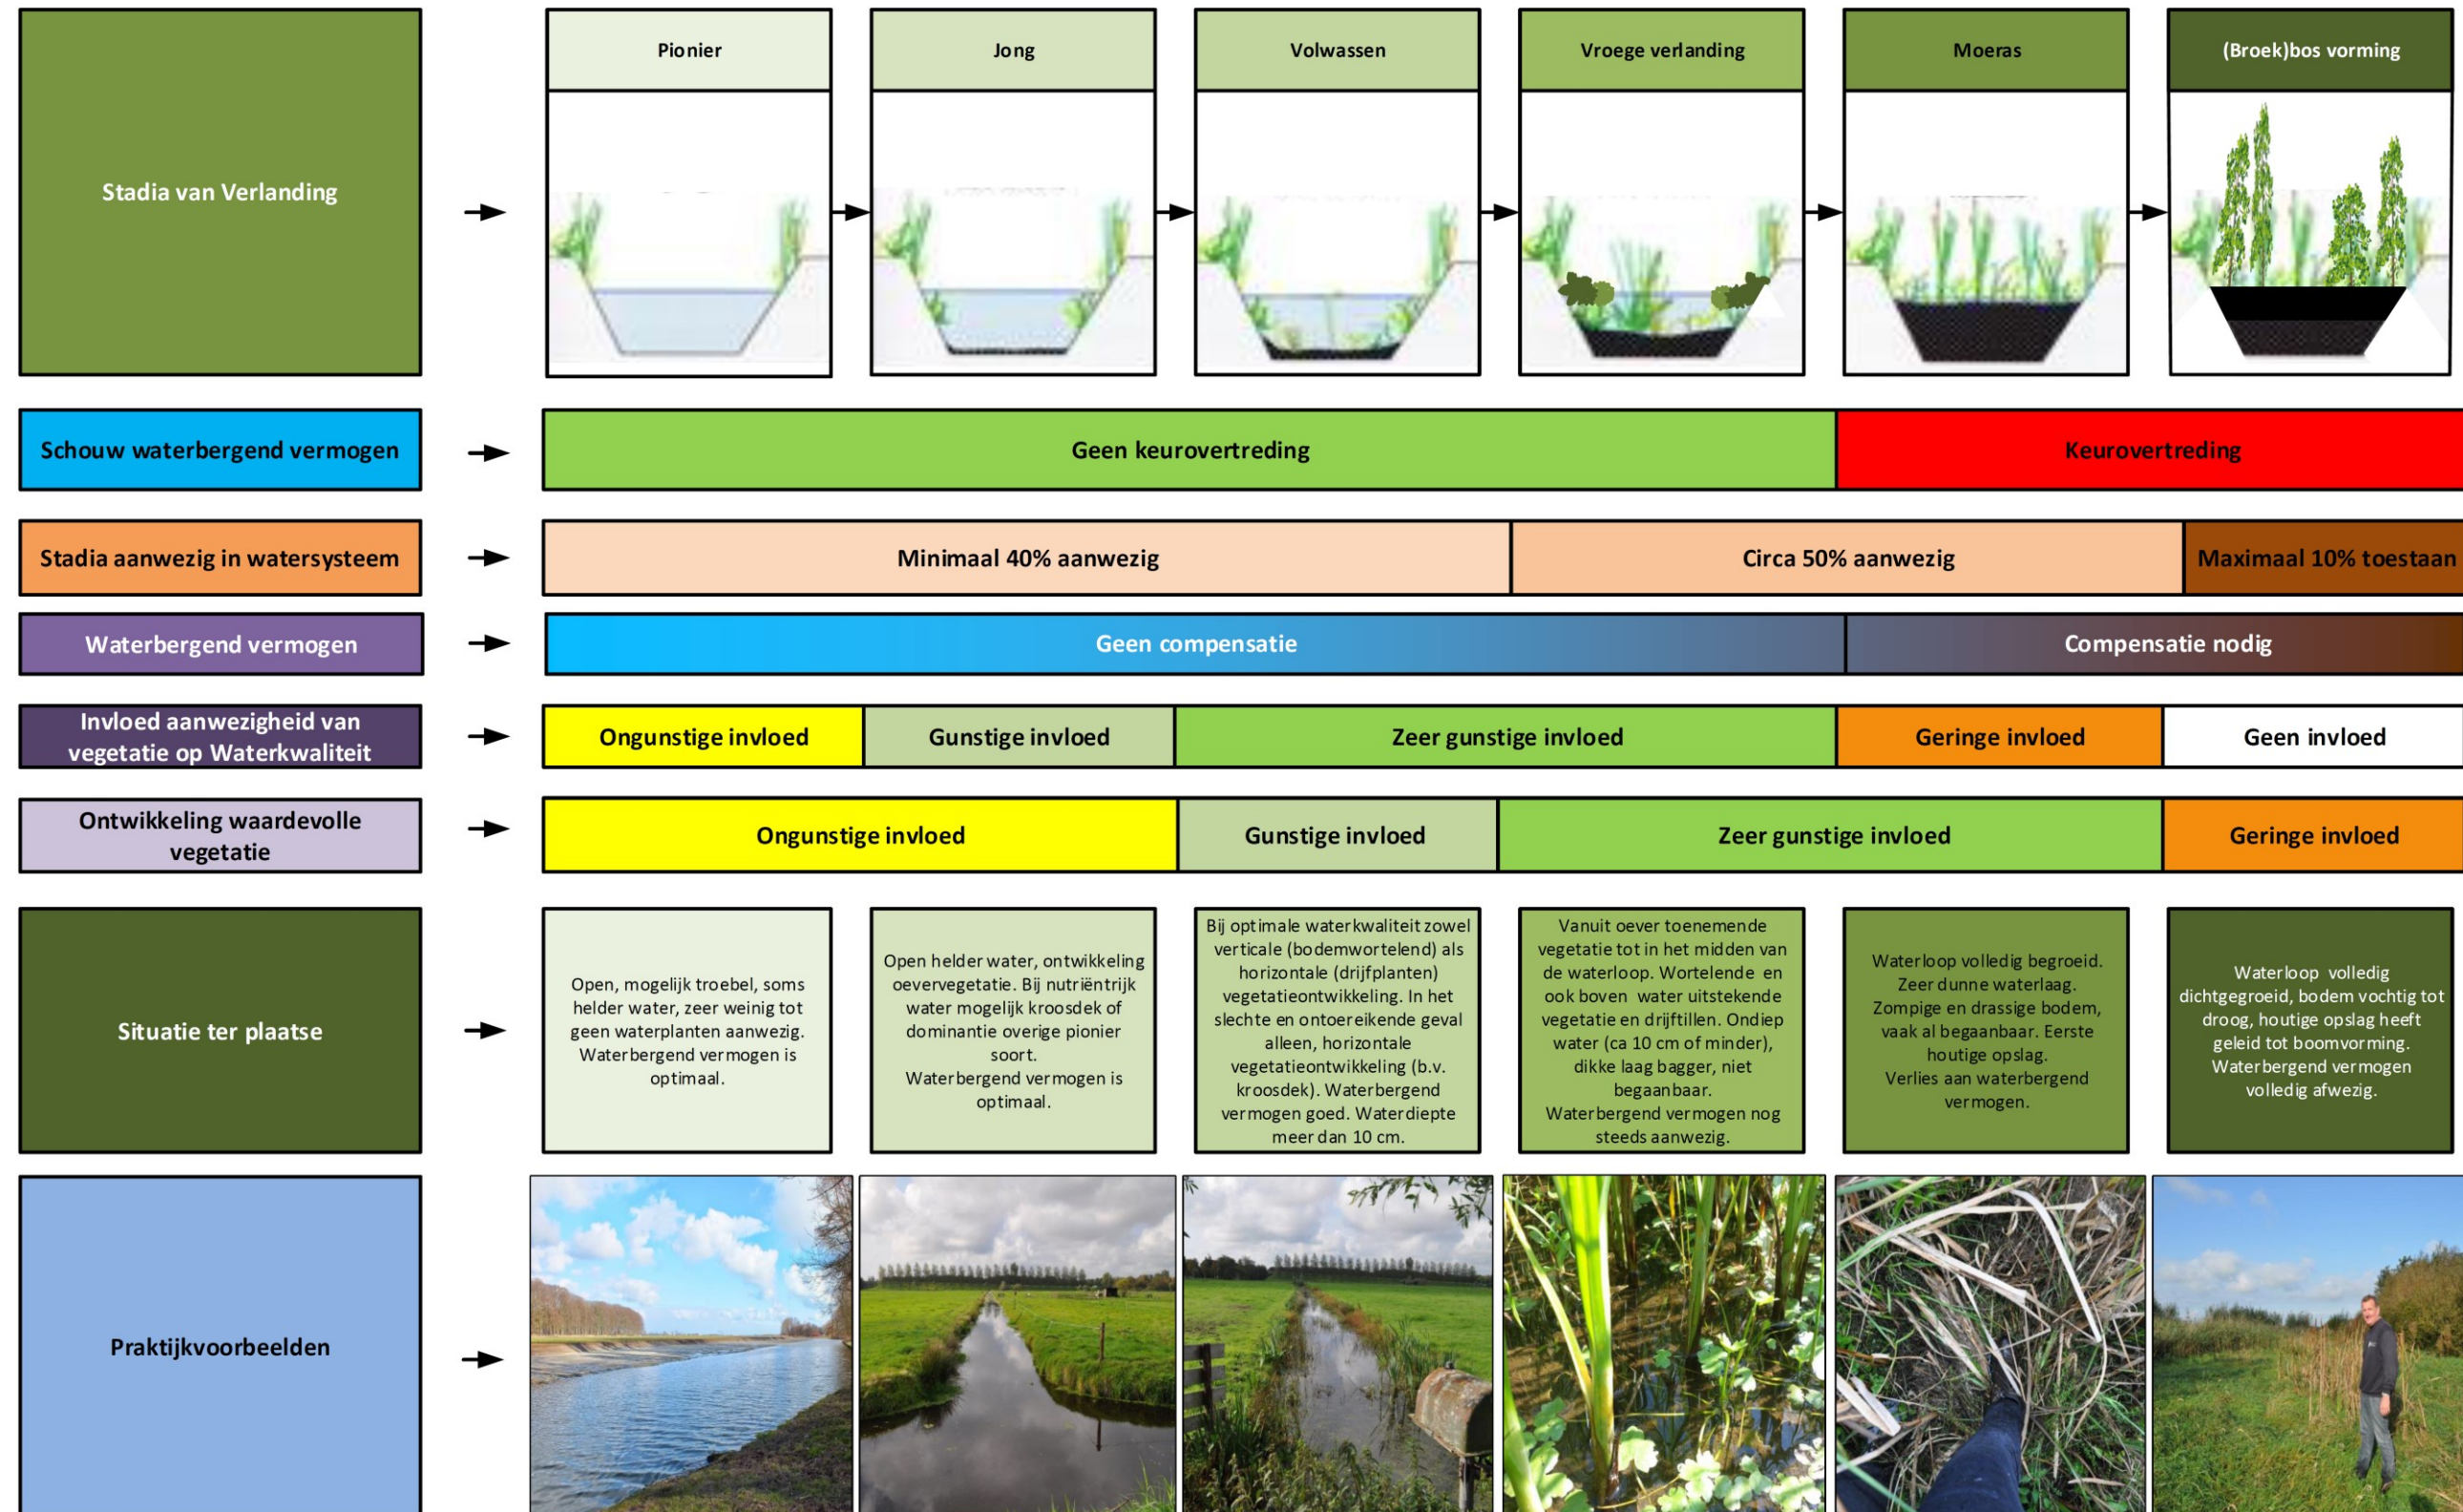 Stadia van Verlanding
Pionier
Jong
Volwassen
Vroege verlanding
Moeras
(Broek)bos vorming
Schouw waterbergend vermogen
Geen keurovertreding
Keurovertreding
Stadia aanwezig in watersysteem
Minimaal 40% aanwezig
Circa 50% aanwezig
Maximaal 10% toestaan
Waterbergend vermogen
Geen compensatie
Compensatie nodig
Invloed aanwezigheid van
vegetatie op Waterkwaliteit
Ongunstige invloed
Gunstige invloed
Zeer gunstige invloed
Geringe invloed
Geen invloed
Ontwikkeling waardevolle
vegetatie
Ongunstige invloed
Gunstige invloed
Zeer gunstige invloed
Geringe invloed
Situatie ter plaatse
Open, mogelijk troebel, soms
helder water, zeer weinig tot
geen waterplanten aanwezig.
Waterbergend vermogen is
optimaal.
Open helder water, ontwikkeling
oevervegetatie. Bij nutriëntrijk
water mogelijk kroosdek of
dominantie overige pionier
soort.
Waterbergend vermogen is
optimaal.
Bij optimale waterkwaliteit zowel
verticale (bodemwortelend) als
horizontale (drijfplanten)
vegetatieontwikkeling. In het
slechte en ontoereikende geval
alleen, horizontale
vegetatieontwikkeling (b.v.
kroosdek). Waterbergend
vermogen goed. Waterdiepte
meer dan 10 cm.
Vanuit oever toenemende
vegetatie tot in het midden van
de waterloop. Wortelende en
ook boven water uitstekende
vegetatie en drijftillen. Ondiep
water (ca 10 cm of minder),
dikke laag bagger, niet
begaanbaar.
Waterbergend vermogen nog
steeds aanwezig.
Waterloop volledig begroeid.
Zeer dunne waterlaag.
Zompige en drassige bodem,
vaak al begaanbaar. Eerste
houtige opslag.
Verlies aan waterbergend
vermogen.
Waterloop volledig
dichtgegroeid, bodem vochtig tot
droog, houtige opslag heeft
geleid tot boomvorming.
Waterbergend vermogen
volledig afwezig.
Praktijkvoorbeelden